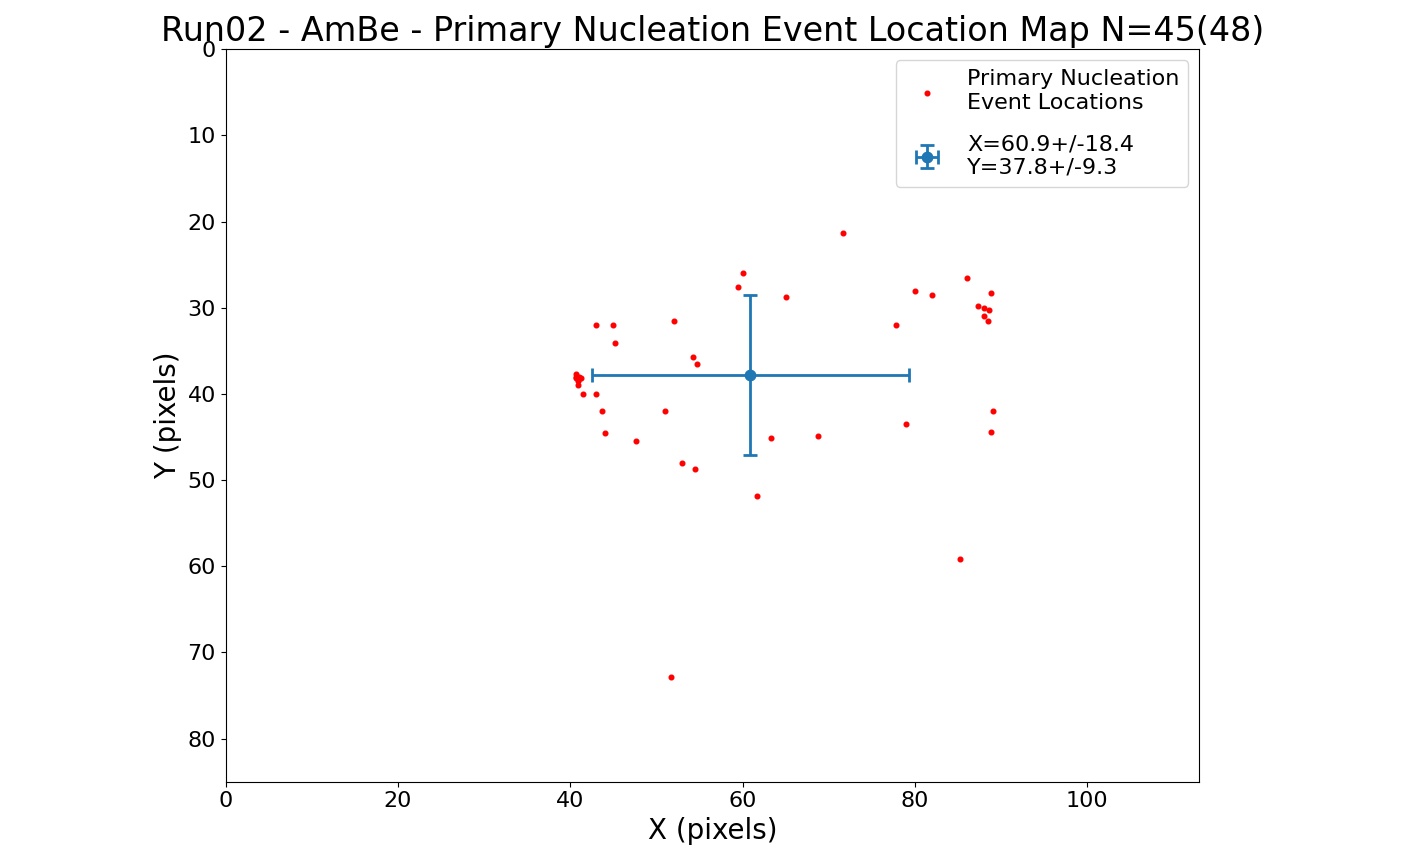 Run02 - AmBe - Primary Nucleation Event Location Map N=45(48)
Primary Nucleation
Event Locations
X=60.9+/-18.4
Y=37.8+/-9.3
Y (pixels)
0
10
20
30
40
50
60
70
80
0 20 40 60 80 100
X (pixels)